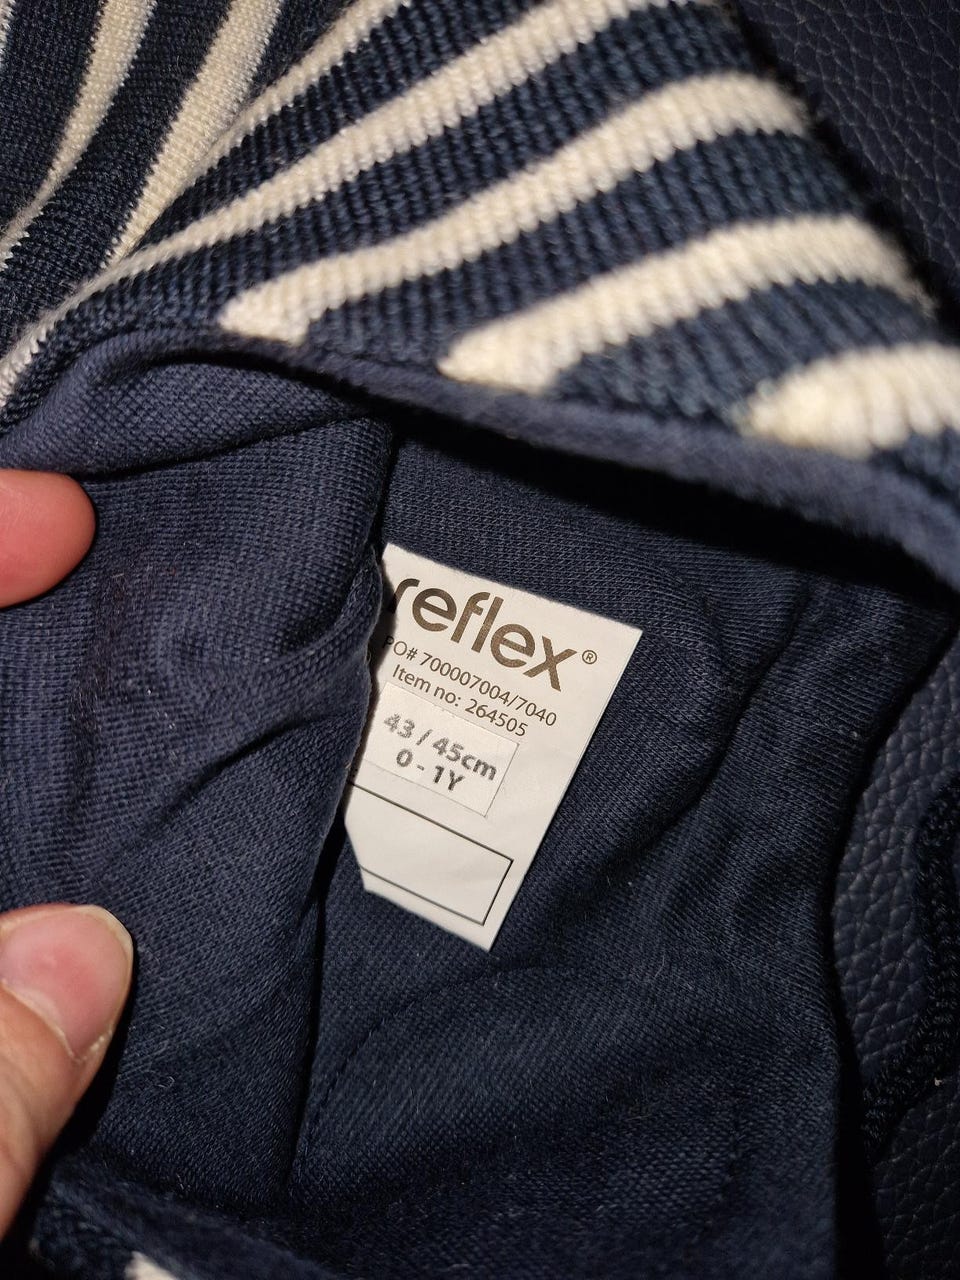 reflex®
PO# 700007004/7040
Item no: 264505
43 / 45cm
0 - 1Y